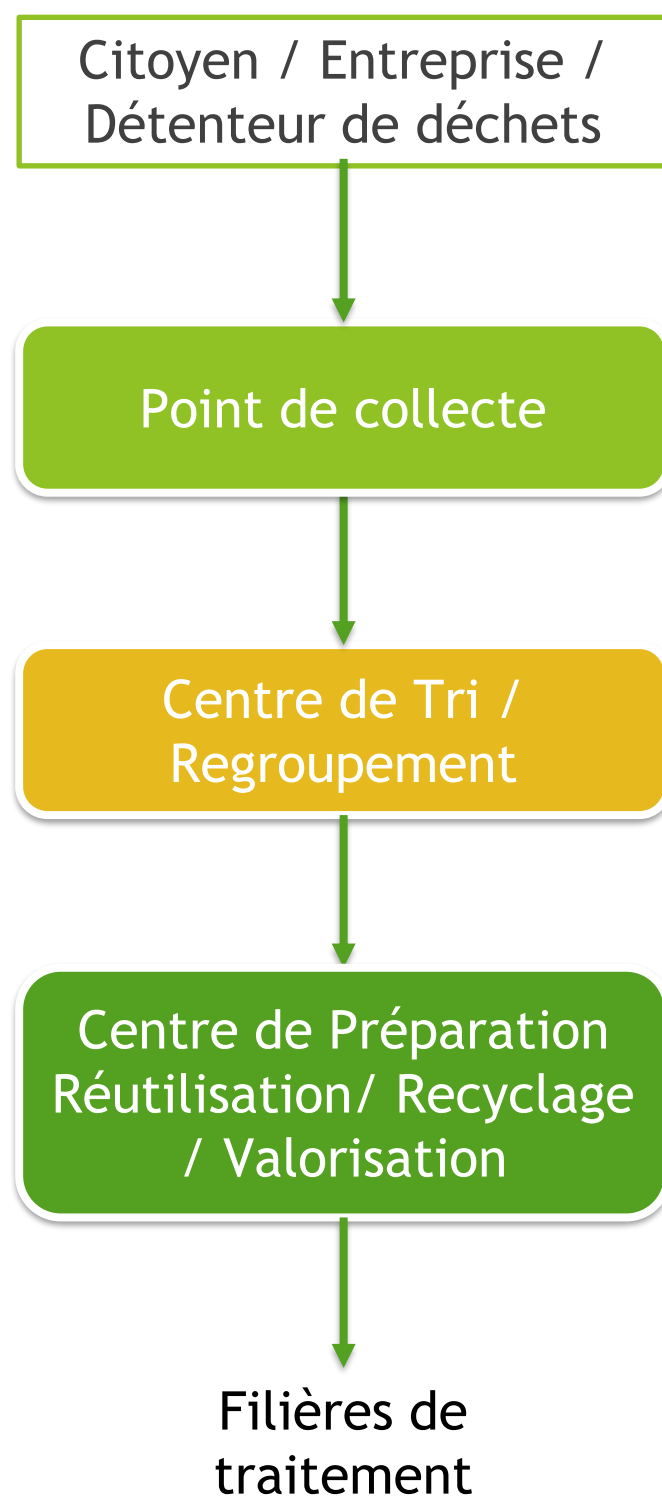 Citoyen / Entreprise /
Détenteur de déchets
Point de collecte
Centre de Tri /
Regroupement
Centre de Préparation
Réutilisation/ Recyclage
/ Valorisation
Filières de
traitement